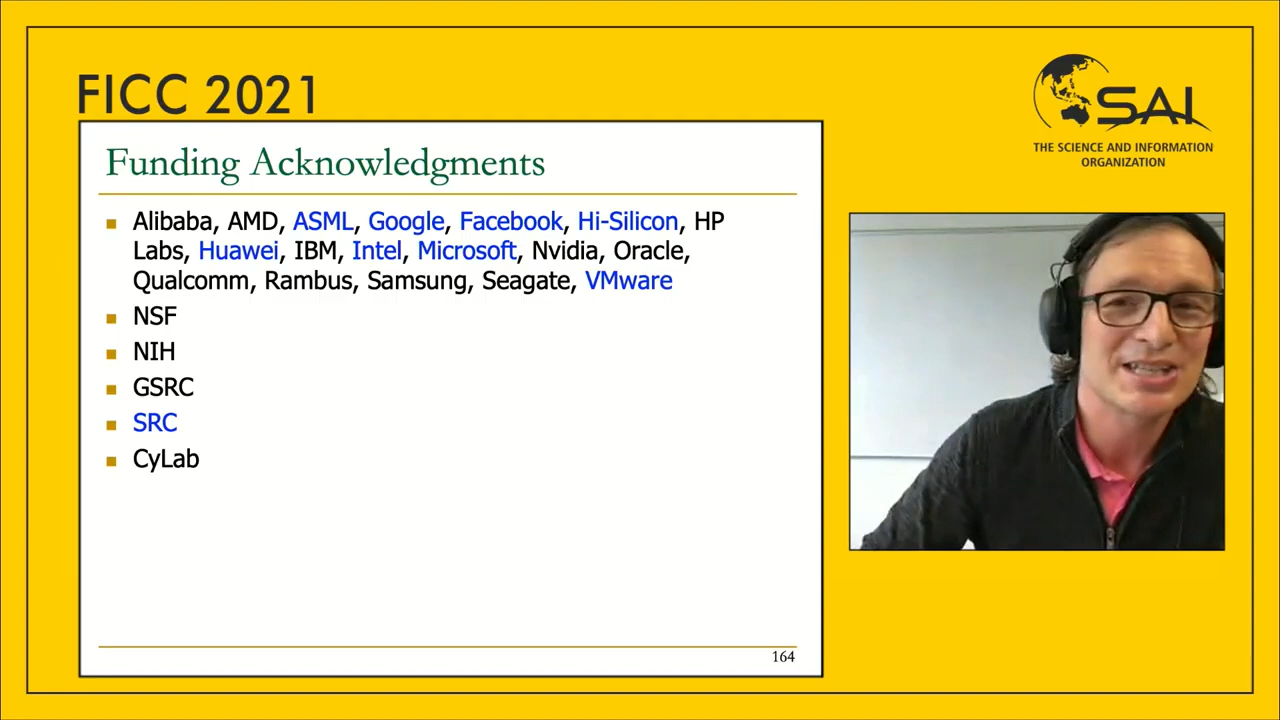 FICC 2021
SAI
THE SCIENCE AND INFORMATION
ORGANIZATION
Funding Acknowledgments
Alibaba, AMD, ASML, Google, Facebook, Hi-Silicon, HP
Labs, Huawei, IBM, Intel, Microsoft, Nvidia, Oracle,
Qualcomm, Rambus, Samsung, Seagate, VMware
NSF
NIH
GSRC
SRC
CyLab
164